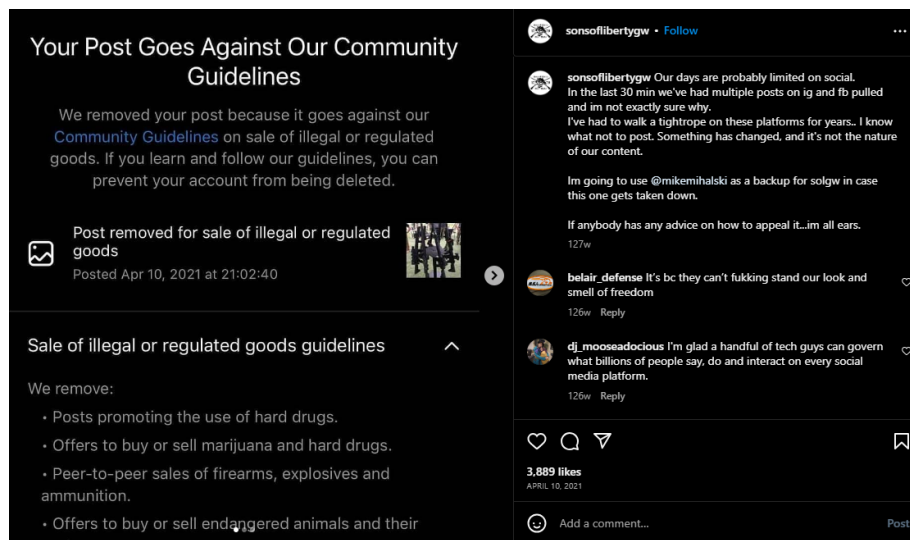 Your Post Goes Against Our Community
Guidelines
We removed your post because it goes against our
Community Guidelines on sale of illegal or regulated
goods. If you learn and follow our guidelines, you can
prevent your account from being deleted.
Post removed for sale of illegal or regulated
goods
Posted Apr 10, 2021 at 21:02:40
Sale of illegal or regulated goods guidelines
We remove:
• Posts promoting the use of hard drugs.
• Offers to buy or sell marijuana and hard drugs.
• Peer-to-peer sales of firearms, explosives and
ammunition.
• Offers to buy or sell endangered animals and their
sonsoflibertygw • Follow
sonsoflibertygw Our days are probably limited on social.
In the last 30 min we've had multiple posts on ig and fb pulled
and im not exactly sure why.
I've had to walk a tightrope on these platforms for years.. I know
what not to post. Something has changed, and it's not the nature
of our content.
Im going to use @mikemihalski as a backup for solgw in case
this one gets taken down.
If anybody has any advice on how to appeal it...im all ears.
127w
belair_defense It's bc they can't fukking stand our look and
smell of freedom
126w Reply
dj_mooseadocious I'm glad a handful of tech guys can govern
what billions of people say, do and interact on every social
media platform.
126w Reply
3,889 likes
APRIL 10, 2021
Add a comment...
Post